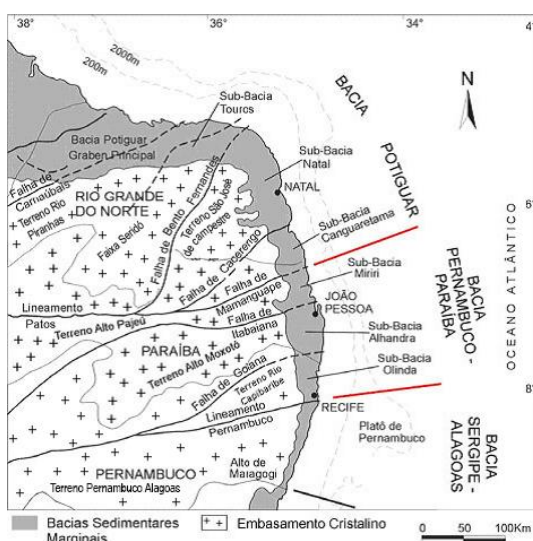 38°
36°
34°
4°
2000m
200m
BACIA
POTIGUAR
N
Sub-Bacia
Touros
Bacia Potiguar
Graben Principal
Sub-Bacia
Natal
NATAL
Falha de
Carnaúbais
RIO GRANDE
DO NORTE
Terreno Rio
Piranhas
Faixa Seridó
Falha de Bento Fernandes
Terreno São José
de campestre
6°
Sub-Bacia
Canguaretama
Falha de Cacerengo
Falha de
Mamanguape
Sub-Bacia
Miriri
Lineamento
Patos
Terreno Alto Pajeú
Falha de
Itabaiana
JOÃO
PESSOA
BACIA
PERNAMBUCO -
PARAÍBA
OCEANO ATLÂNTICO
PARAÍBA
Terreno Alto Moxotó
Sub-Bacia
Alhandra
Falha de Goiana
Terreno Rio
Capibaribe
Sub-Bacia
Olinda
8°
Lineamento
Pernambuco
RECIFE
Platô de
Pernambuco
BACIA
SERGIPE -
ALAGOAS
PERNAMBUCO
Alto de
Maragogi
Terreno Pernambuco Alagoas
Bacias Sedimentares
Marginais
Embasamento Cristalino
0 50 100Km